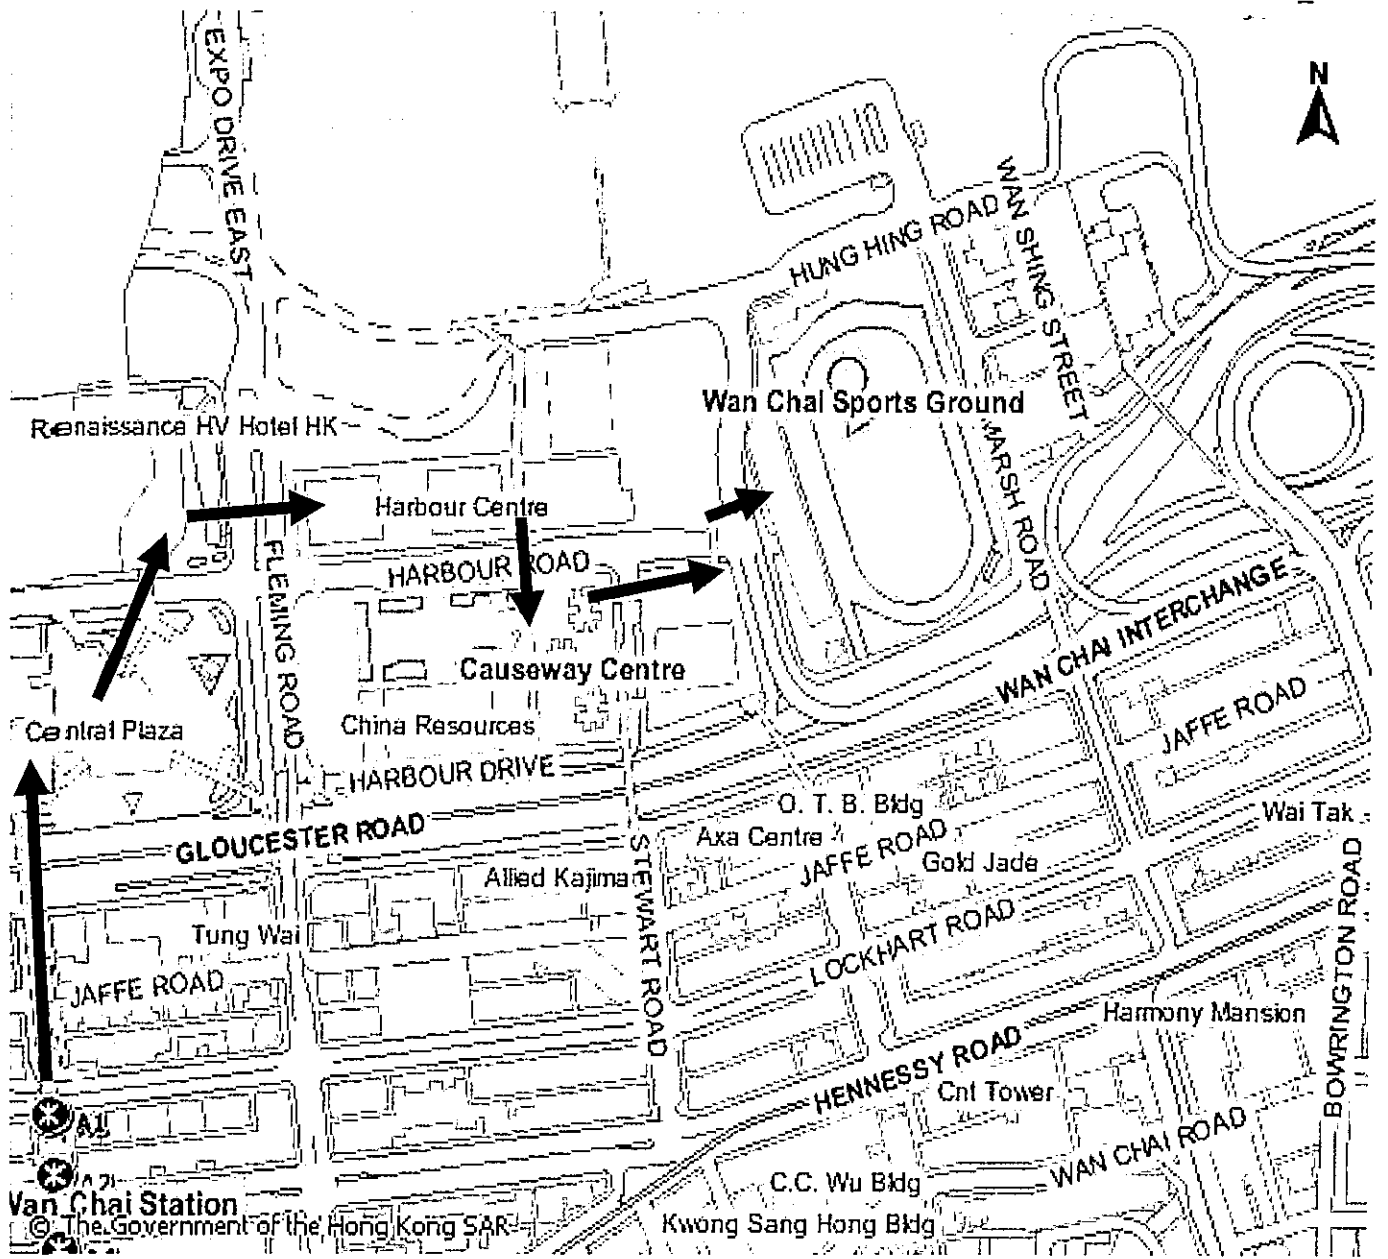 N
EXPO DRIVE EAST
WAN SHING STREET
HUNG HING ROAD
Wan Chai Sports Ground
Renaissance HV Hotel HK
MARSH ROAD
Harbour Centre
HARBOUR ROAD
FLEMING ROAD
WAN CHAI INTERCHANGE
Causeway Centre
JAFFE ROAD
Central Plaza
China Resources
HARBOUR DRIVE
O. T. B. Bldg
Wai Tak
GLOUCESTER ROAD
Axa Centre
JAFFE ROAD
Gold Jade
Allied Kajima
STEWART ROAD
BOWRINGTON ROAD
Tung Wai
LOCKHART ROAD
JAFFE ROAD
Harmony Mansion
HENNESSY ROAD
Cnt Tower
A1
WAN CHAI ROAD
A2
C.C. Wu Bldg
Wan Chai Station
© The Government of the Hong Kong SAR
Kwong Sang Hong Bldg